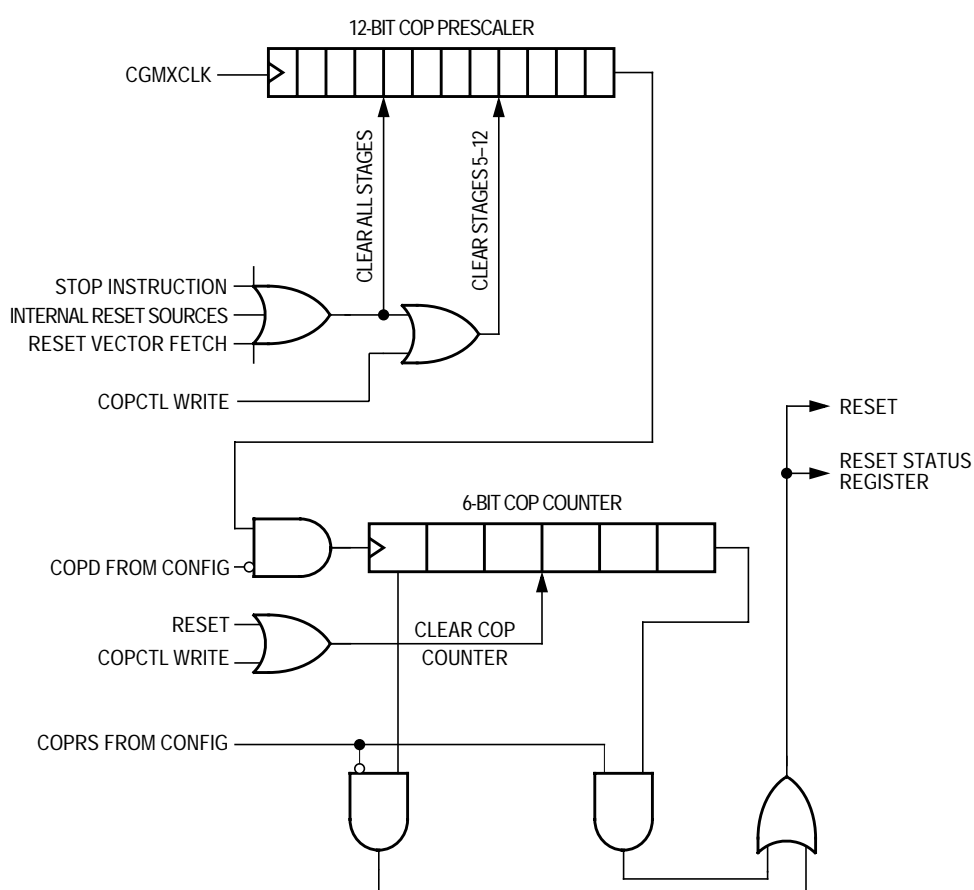 12-BIT COP PRESCALER
CGMXCLK
CLEAR ALL STAGES
CLEAR STAGES 5–12
STOP INSTRUCTION
INTERNAL RESET SOURCES
RESET VECTOR FETCH
COPCTL WRITE
RESET
RESET STATUS
REGISTER
6-BIT COP COUNTER
COPD FROM CONFIG
RESET
COPCTL WRITE
CLEAR COP
COUNTER
COPRS FROM CONFIG